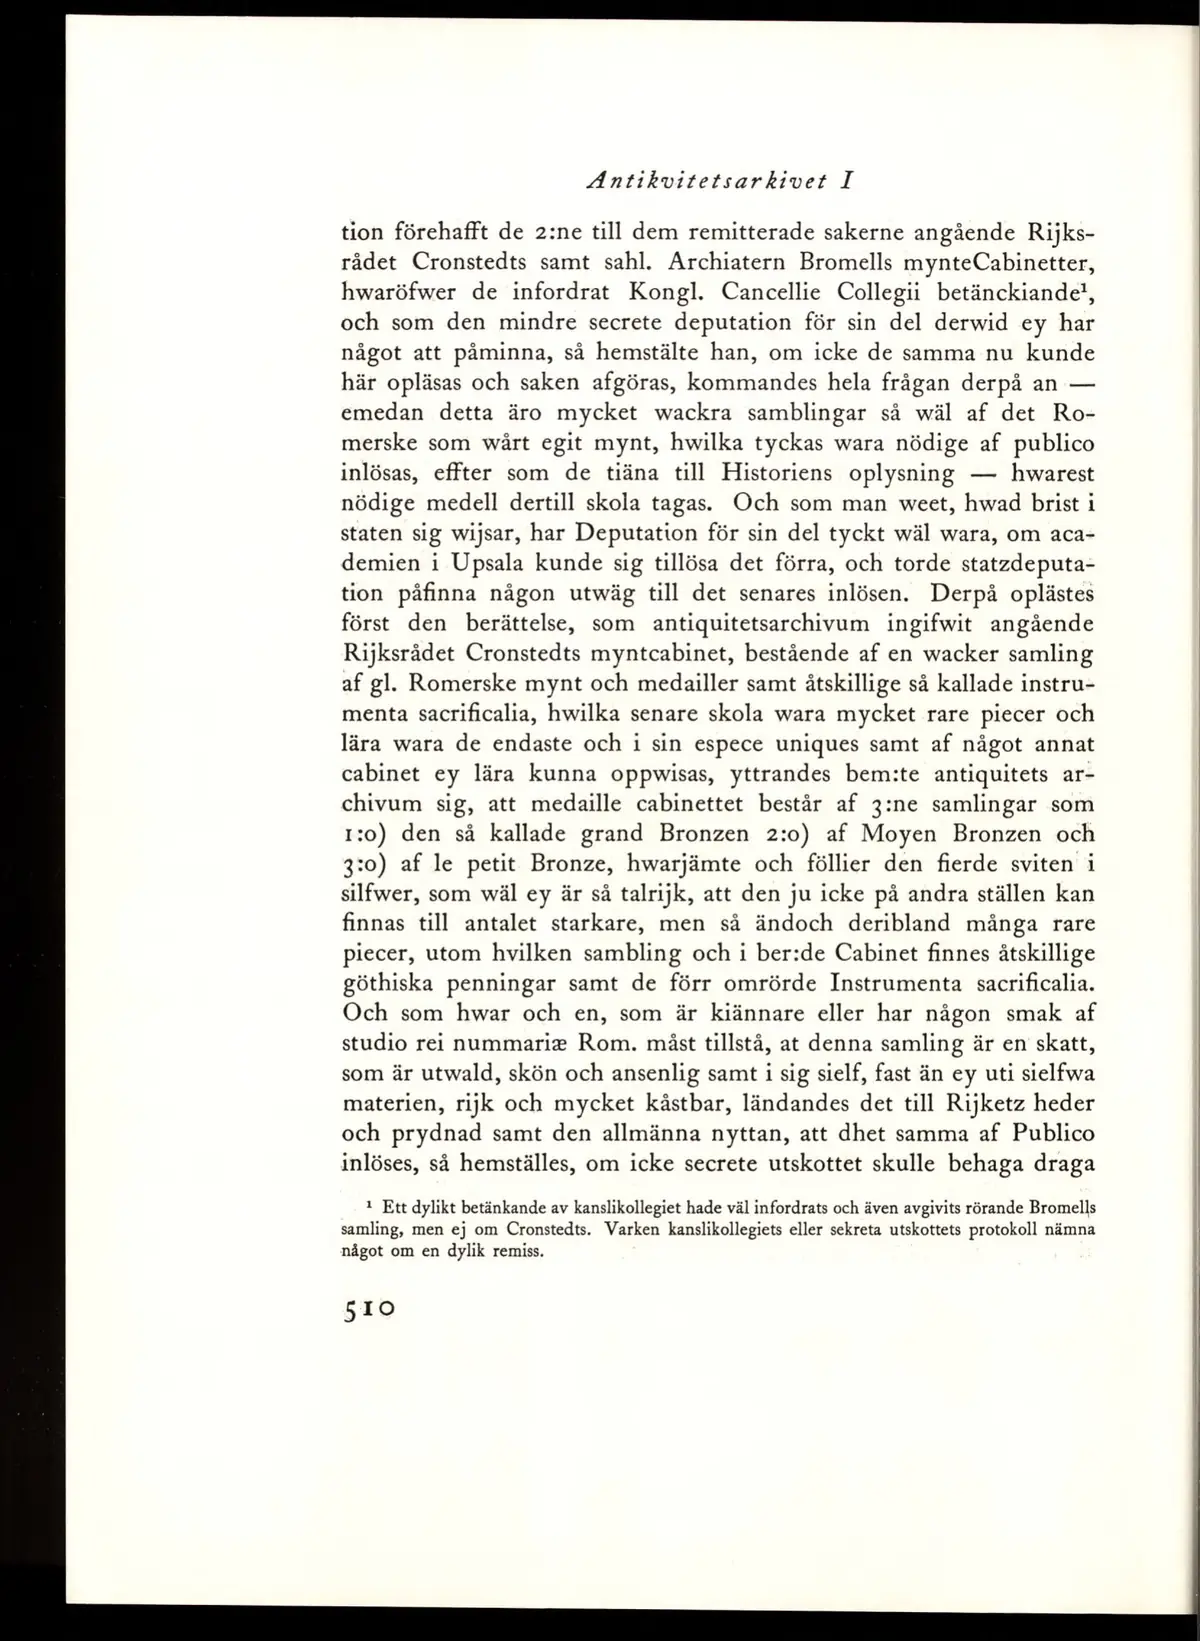 Antikvitetsarkivet I
tion förehafft de 2:ne till dem remitterade sakerne angående Rijks-
rådet Cronstedts samt sahl. Archiatern Bromells mynteCabinetter,
hwaröfwer de infordrat Kongl. Cancellie Collegii betänckiande¹,
och som den mindre secrete deputation för sin del derwid ey har
något att påminna, så hemstälte han, om icke de samma nu kunde
här opläsas och saken afgöras, kommandes hela frågan derpå an —
emedan detta äro mycket wackra samblingar så wäl af det Ro-
merske som wårt egit mynt, hwilka tyckas wara nödige af publico
inlösas, effter som de tiäna till Historiens oplysning — hwarest
nödige medell dertill skola tagas. Och som man weet, hwad brist i
staten sig wijsar, har Deputation för sin del tyckt wäl wara, om aca-
demien i Upsala kunde sig tillösa det förra, och torde statzdeputa-
tion påfinna någon utwäg till det senares inlösen. Derpå oplästes
först den berättelse, som antiquitetsarchivum ingifwit angående
Rijksrådet Cronstedts myntcabinet, bestående af en wacker samling
af gl. Romerske mynt och medailler samt åtskillige så kallade instru-
menta sacrificalia, hwilka senare skola wara mycket rare piecer och
lära wara de endaste och i sin espece uniques samt af något annat
cabinet ey lära kunna oppwisas, yttrandes bem:te antiquitets ar-
chivum sig, att medaille cabinettet består af 3:ne samlingar som
1:o) den så kallade grand Bronzen 2:o) af Moyen Bronzen och
3:o) af le petit Bronze, hwarjämte och föllier den fierde sviten i
silfwer, som wäl ey är så talrijk, att den ju icke på andra ställen kan
finnas till antalet starkare, men så ändoch deribland många rare
piecer, utom hvilken sambling och i ber:de Cabinet finnes åtskillige
göthiska penningar samt de förr omrörde Instrumenta sacrificalia.
Och som hwar och en, som är kiännare eller har någon smak af
studio rei nummariæ Rom. måst tillstå, at denna samling är en skatt,
som är utwald, skön och ansenlig samt i sig sielf, fast än ey uti sielfwa
materien, rijk och mycket kåstbar, ländandes det till Rijketz heder
och prydnad samt den allmänna nyttan, att dhet samma af Publico
inlöses, så hemställes, om icke secrete utskottet skulle behaga draga
¹ Ett dylikt betänkande av kanslikollegiet hade väl infordrats och även avgivits rörande Bromells
samling, men ej om Cronstedts. Varken kanslikollegiets eller sekreta utskottets protokoll nämna
något om en dylik remiss.
510